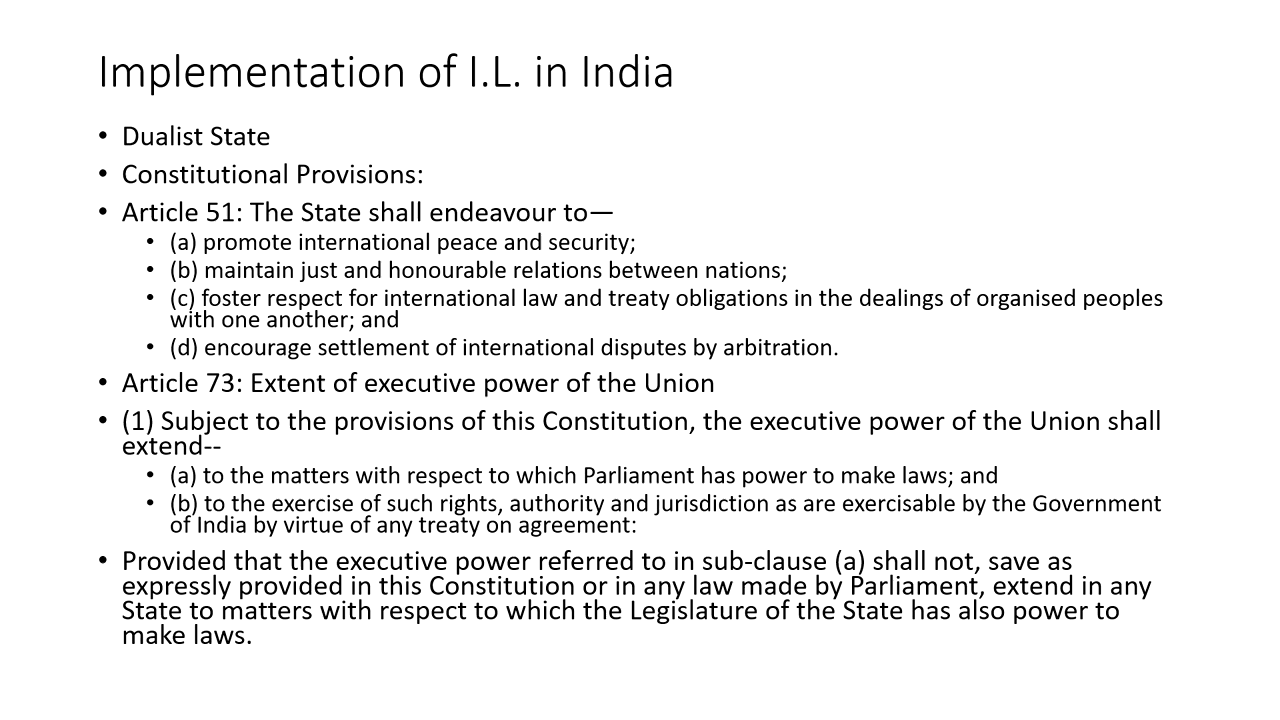 Implementation of I.L. in India
• Dualist State
• Constitutional Provisions:
• Article 51: The State shall endeavour to—
• (a) promote international peace and security;
• (b) maintain just and honourable relations between nations;
• (c) foster respect for international law and treaty obligations in the dealings of organised peoples
with one another; and
• (d) encourage settlement of international disputes by arbitration.
• Article 73: Extent of executive power of the Union
• (1) Subject to the provisions of this Constitution, the executive power of the Union shall
extend--
• (a) to the matters with respect to which Parliament has power to make laws; and
• (b) to the exercise of such rights, authority and jurisdiction as are exercisable by the Government
of India by virtue of any treaty on agreement:
• Provided that the executive power referred to in sub-clause (a) shall not, save as
expressly provided in this Constitution or in any law made by Parliament, extend in any
State to matters with respect to which the Legislature of the State has also power to
make laws.